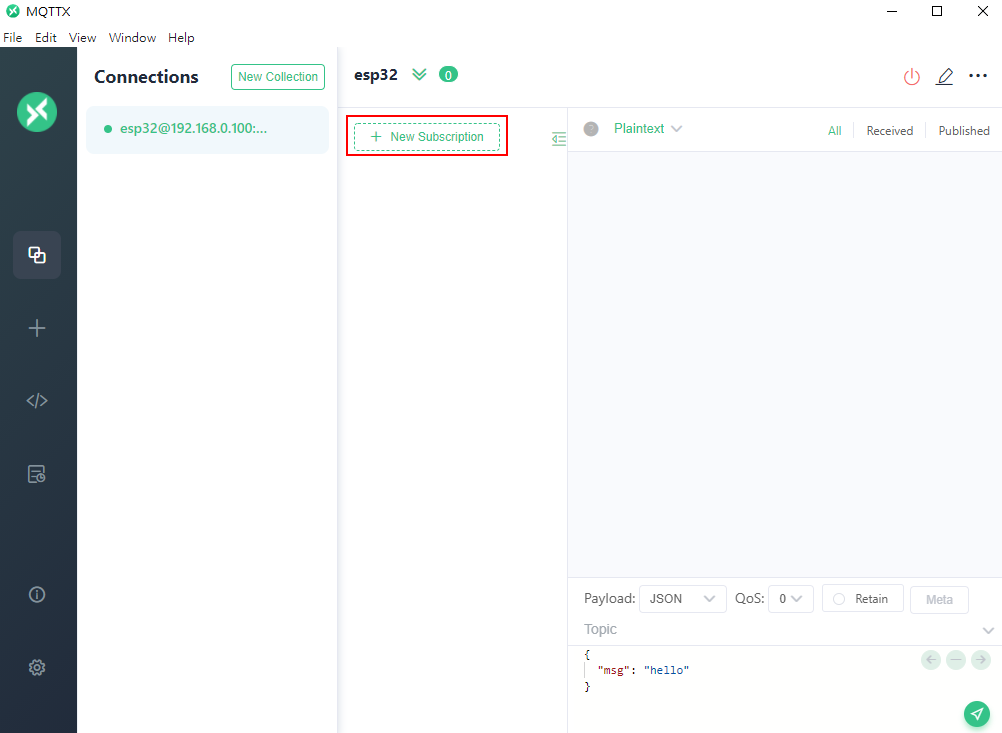 MQTTX
File Edit View Window Help
Connections
New Collection
esp32@192.168.0.100:...
esp32
0
+ New Subscription
Plaintext
All
Received
Published
Payload:
JSON
QoS:
0
Retain
Meta
Topic
{
"msg": "hello"
}